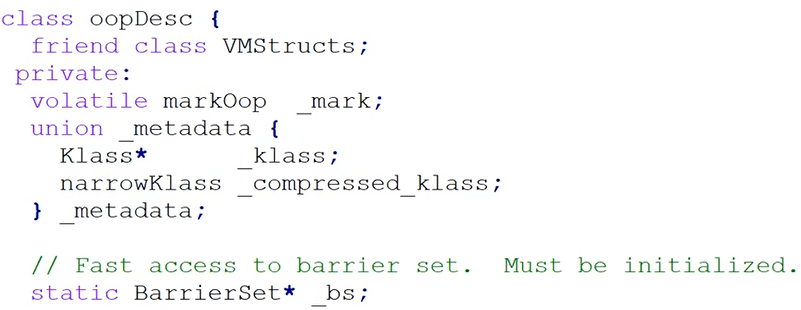 class oopDesc {
  friend class VMStructs;
 private:
  volatile markOop  _mark;
  union _metadata {
    Klass*      _klass;
    narrowKlass _compressed_klass;
  } _metadata;

  // Fast access to barrier set.  Must be initialized.
  static BarrierSet* _bs;